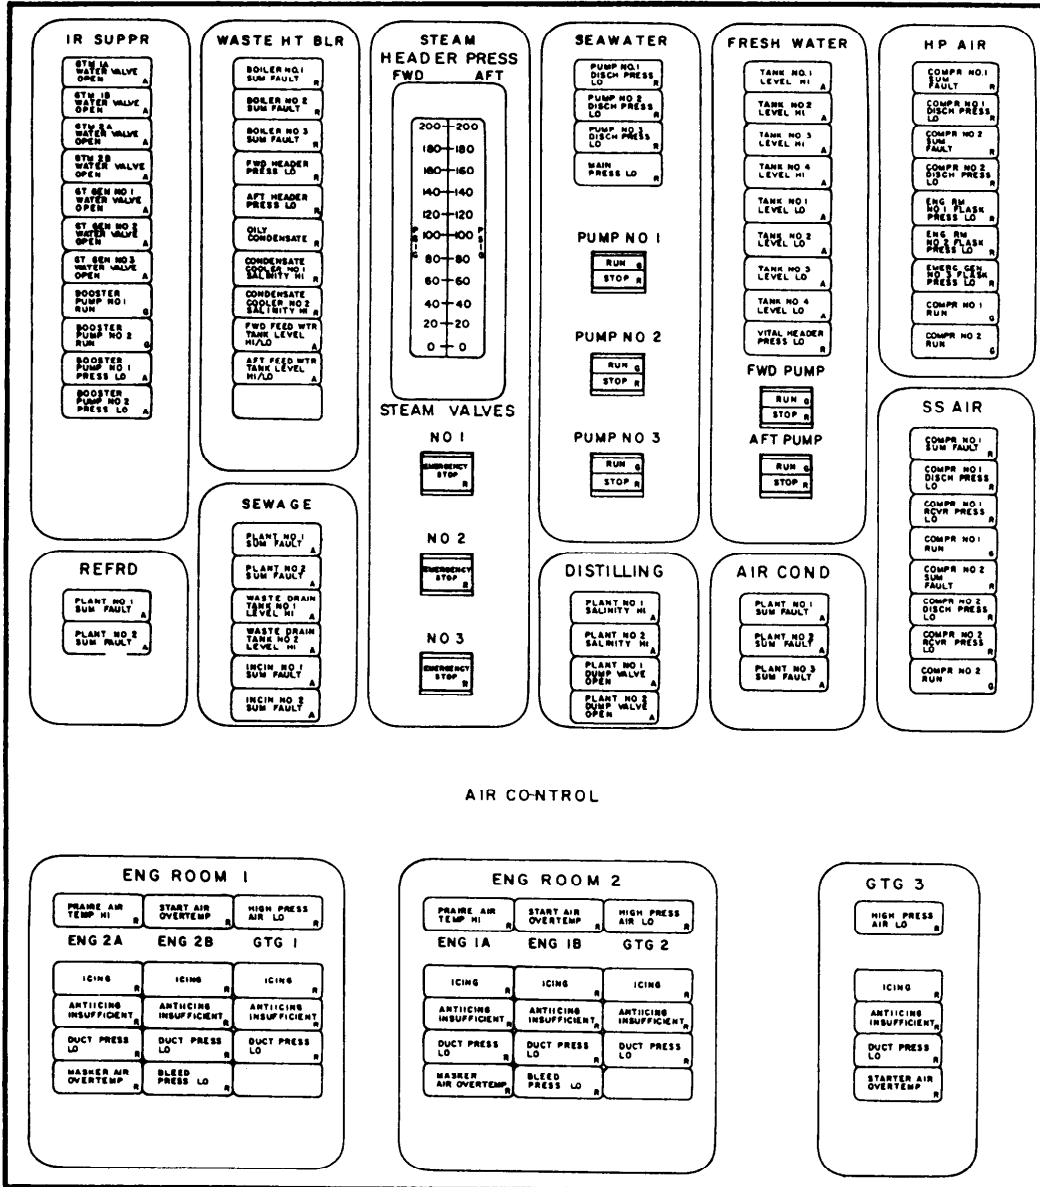 IR SUPPR
GTM 1A
WATER VALVE
OPEN A
GTM 1B
WATER VALVE
OPEN A
GTM 2A
WATER VALVE
OPEN A
GTM 2B
WATER VALVE
OPEN A
GT GEN NO 1
WATER VALVE
OPEN A
GT GEN NO 2
WATER VALVE
OPEN A
GT GEN NO 3
WATER VALVE
OPEN A
BOOSTER
PUMP NO 1
RUN G
BOOSTER
PUMP NO 2
RUN G
BOOSTER
PUMP NO 1
PRESS LO A
BOOSTER
PUMP NO 2
PRESS LO A
WASTE HT BLR
BOILER NO.1
SUM FAULT R
BOILER NO 2
SUM FAULT R
BOILER NO 3
SUM FAULT R
FWD HEADER
PRESS LO R
AFT HEADER
PRESS LO R
OILY
CONDENSATE R
CONDENSATE
COOLER NO 1
SALINITY HI R
CONDENSATE
COOLER NO 2
SALINITY HI R
FWD FEED WTR
TANK LEVEL
HI/LO A
AFT FEED WTR
TANK LEVEL
HI/LO A
STEAM
HEADER PRESS
FWD AFT
200 200
180 180
180 160
140 140
120 120
100 100
80 80
60 60
40 40
20 20
0 0
PSIG PSIG
STEAM VALVES
NO 1
EMERGENCY
STOP R
NO 2
EMERGENCY
STOP R
NO 3
EMERGENCY
STOP R
SEAWATER
PUMP NO.1
DISCH PRESS
LO R
PUMP NO 2
DISCH PRESS
LO R
PUMP NO 3
DISCH PRESS
LO R
MAIN
PRESS LO R
PUMP NO 1
RUN G
STOP R
PUMP NO 2
RUN G
STOP R
PUMP NO 3
RUN G
STOP R
FRESH WATER
TANK NO.1
LEVEL HI A
TANK NO.2
LEVEL HI A
TANK NO 3
LEVEL HI A
TANK NO 4
LEVEL HI A
TANK NO.1
LEVEL LO A
TANK NO 2
LEVEL LO A
TANK NO 3
LEVEL LO A
TANK NO 4
LEVEL LO A
VITAL HEADER
PRESS LO R
FWD PUMP
RUN G
STOP R
AFT PUMP
RUN G
STOP R
HP AIR
COMPR NO.1
SUM
FAULT R
COMPR NO 1
DISCH PRESS
LO R
COMPR NO 2
SUM
FAULT R
COMPR NO 2
DISCH PRESS
LO R
ENG RM
NO 1 FLASK
PRESS LO R
ENG RM
NO 2 FLASK
PRESS LO R
EMERG GEN
NO 3 FLASK
PRESS LO R
COMPR NO 1
RUN G
COMPR NO 2
RUN G
SS AIR
COMPR NO 1
SUM FAULT R
COMPR NO 1
DISCH PRESS
LO R
COMPR NO.1
RCVR PRESS
LO R
COMPR NO 1
RUN G
COMPR NO 2
SUM
FAULT R
COMPR NO 2
DISCH PRESS
LO R
COMPR NO 2
RCVR PRESS
LO R
COMPR NO 2
RUN G
REFRD
PLANT NO 1
SUM FAULT A
PLANT NO 2
SUM FAULT A
SEWAGE
PLANT NO.1
SUM FAULT A
PLANT NO.2
SUM FAULT A
WASTE DRAIN
TANK NO 1
LEVEL HI A
WASTE DRAIN
TANK NO 2
LEVEL HI A
INCIN NO 1
SUM FAULT A
INCIN NO 2
SUM FAULT A
DISTILLING
PLANT NO 1
SALINITY HI A
PLANT NO 2
SALINITY HI A
PLANT NO 1
DUMP VALVE
OPEN A
PLANT NO 2
DUMP VALVE
OPEN A
AIR COND
PLANT NO 1
SUM FAULT A
PLANT NO 2
SUM FAULT A
PLANT NO 3
SUM FAULT A
AIR CONTROL
ENG ROOM 1
PRAIRE AIR
TEMP HI R
START AIR
OVERTEMP R
HIGH PRESS
AIR LO R
ENG 2A ENG 2B GTG 1
ICING R ICING R ICING R
ANTIICING ANTIICING ANTIICING
INSUFFICIENT R INSUFFICIENT R INSUFFICIENT R
DUCT PRESS DUCT PRESS DUCT PRESS
LO R LO R LO R
MASKER AIR BLEED
OVERTEMP R PRESS LO R
ENG ROOM 2
PRAIRE AIR
TEMP HI R
START AIR
OVERTEMP R
HIGH PRESS
AIR LO R
ENG 1A ENG 1B GTG 2
ICING R ICING R ICING R
ANTIICING ANTIICING ANTIICING
INSUFFICIENT R INSUFFICIENT R INSUFFICIENT R
DUCT PRESS DUCT PRESS DUCT PRESS
LO R LO R LO R
MASKER BLEED
AIR OVERTEMP R PRESS LO R
GTG 3
HIGH PRESS
AIR LO R
ICING R
ANTIICING
INSUFFICIENT R
DUCT PRESS
LO R
STARTER AIR
OVERTEMP R